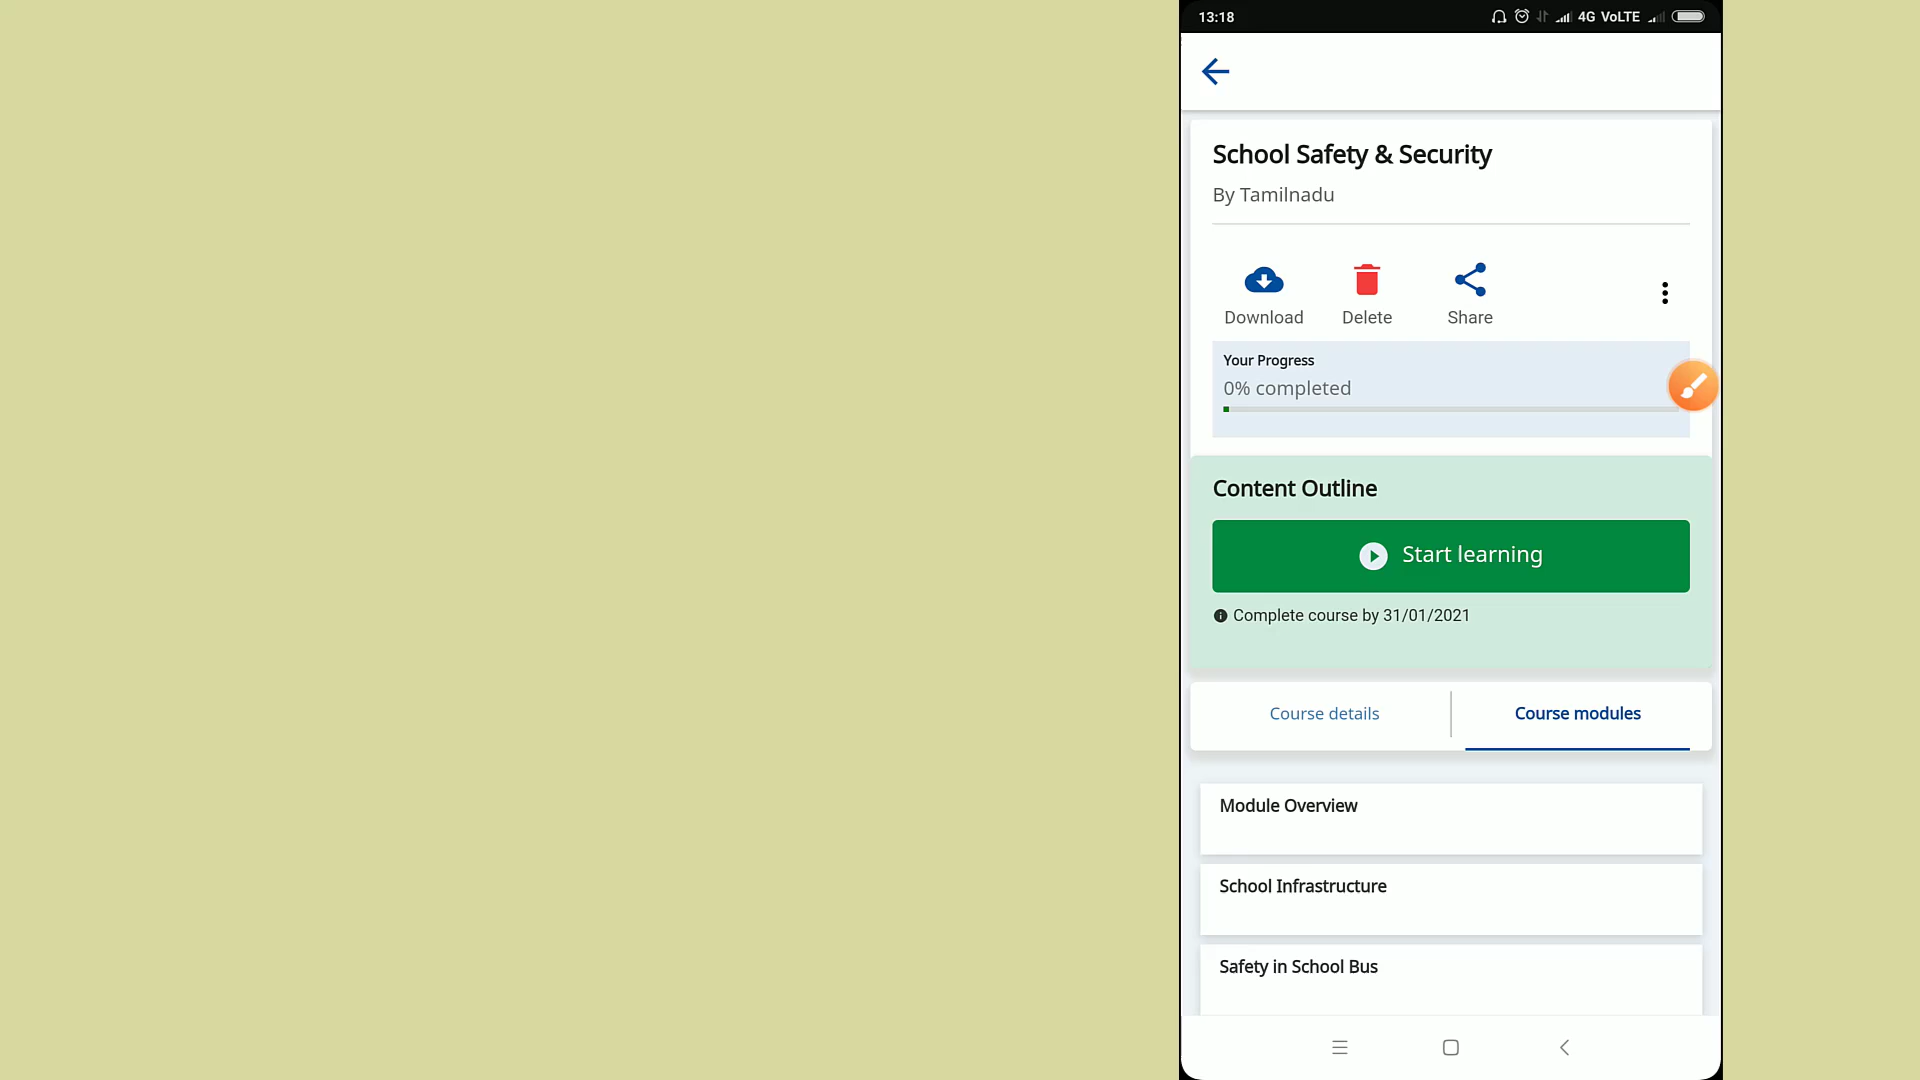 13:18
4G VoLTE
School Safety & Security
By Tamilnadu
Download
Delete
Share
Your Progress
0% completed
Content Outline
Start learning
Complete course by 31/01/2021
Course details
Course modules
Module Overview
School Infrastructure
Safety in School Bus